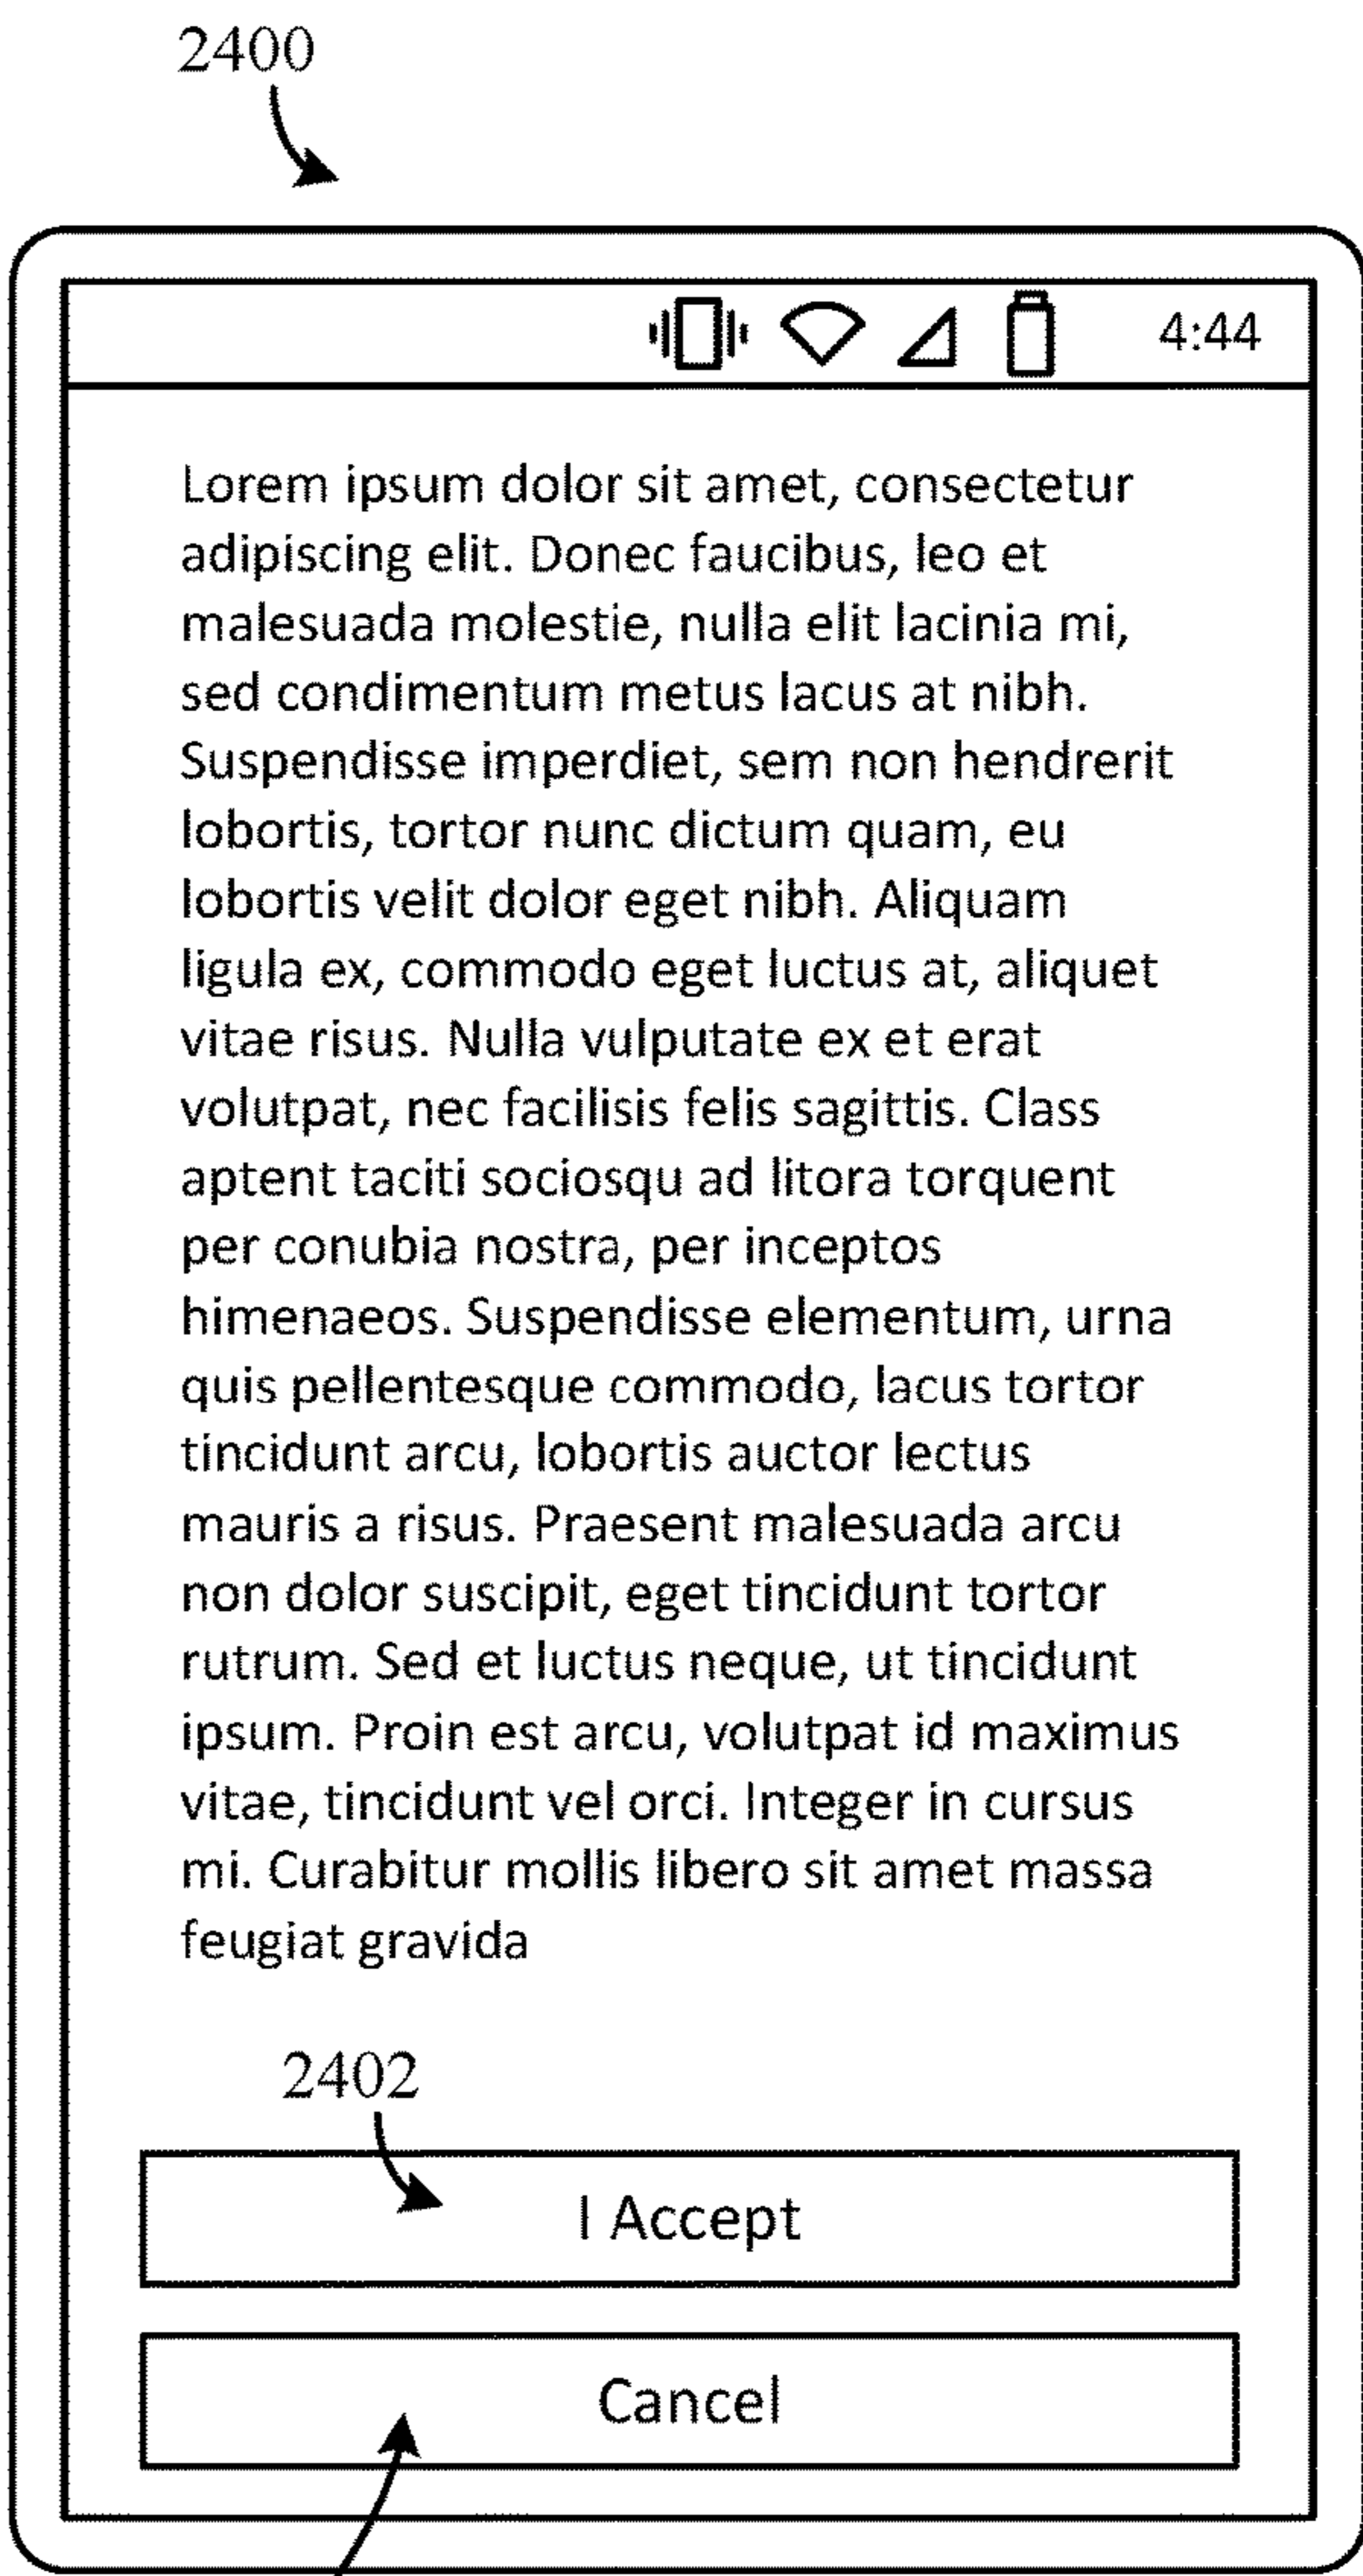 2400
4:44
Lorem ipsum dolor sit amet, consectetur
adipiscing elit. Donec faucibus, leo et
malesuada molestie, nulla elit lacinia mi,
sed condimentum metus lacus at nibh.
Suspendisse imperdiet, sem non hendrerit
lobortis, tortor nunc dictum quam, eu
lobortis velit dolor eget nibh. Aliquam
ligula ex, commodo eget luctus at, aliquet
vitae risus. Nulla vulputate ex et erat
volutpat, nec facilisis felis sagittis. Class
aptent taciti sociosqu ad litora torquent
per conubia nostra, per inceptos
himenaeos. Suspendisse elementum, urna
quis pellentesque commodo, lacus tortor
tincidunt arcu, lobortis auctor lectus
mauris a risus. Praesent malesuada arcu
non dolor suscipit, eget tincidunt tortor
rutrum. Sed et luctus neque, ut tincidunt
ipsum. Proin est arcu, volutpat id maximus
vitae, tincidunt vel orci. Integer in cursus
mi. Curabitur mollis libero sit amet massa
feugiat gravida
2402
I Accept
Cancel